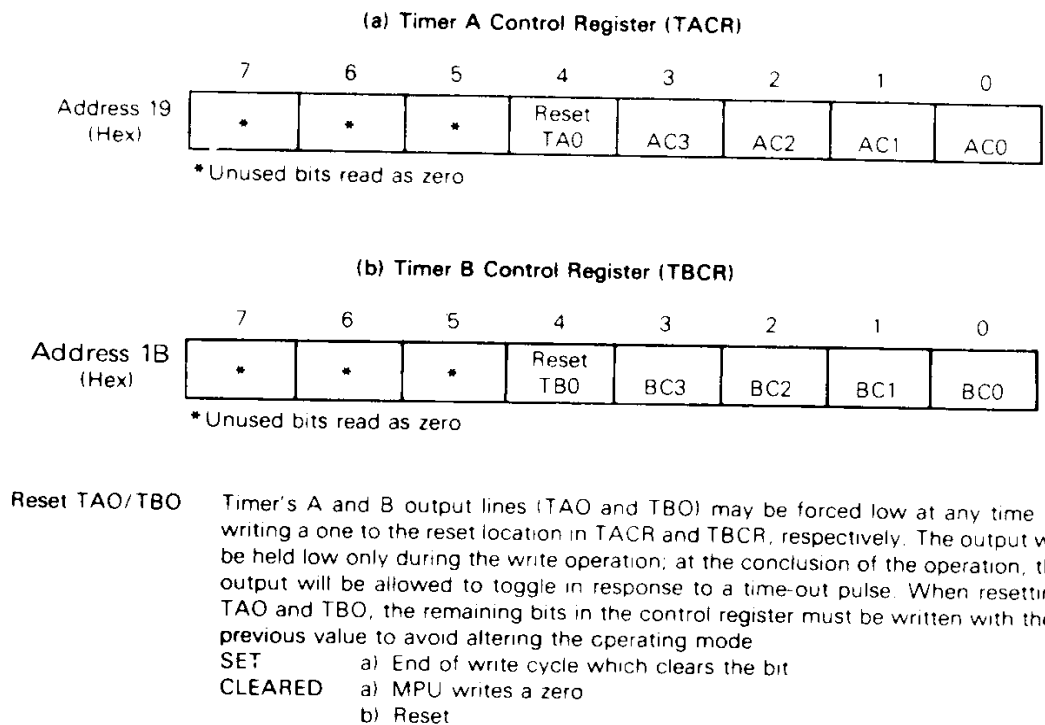 (a) Timer A Control Register (TACR)
7 6 5 4 3 2 1 0
Address 19
(Hex)
* * * Reset TA0 AC3 AC2 AC1 AC0
* Unused bits read as zero
(b) Timer B Control Register (TBCR)
7 6 5 4 3 2 1 0
Address 1B
(Hex)
* * * Reset TB0 BC3 BC2 BC1 BC0
* Unused bits read as zero
Reset TAO/TBO Timer's A and B output lines (TAO and TBO) may be forced low at any time
writing a one to the reset location in TACR and TBCR, respectively. The output
be held low only during the write operation; at the conclusion of the operation,
output will be allowed to toggle in response to a time-out pulse. When
TAO and TBO, the remaining bits in the control register must be written with
previous value to avoid altering the operating mode
SET a) End of write cycle which clears the bit
CLEARED a) MPU writes a zero
b) Reset